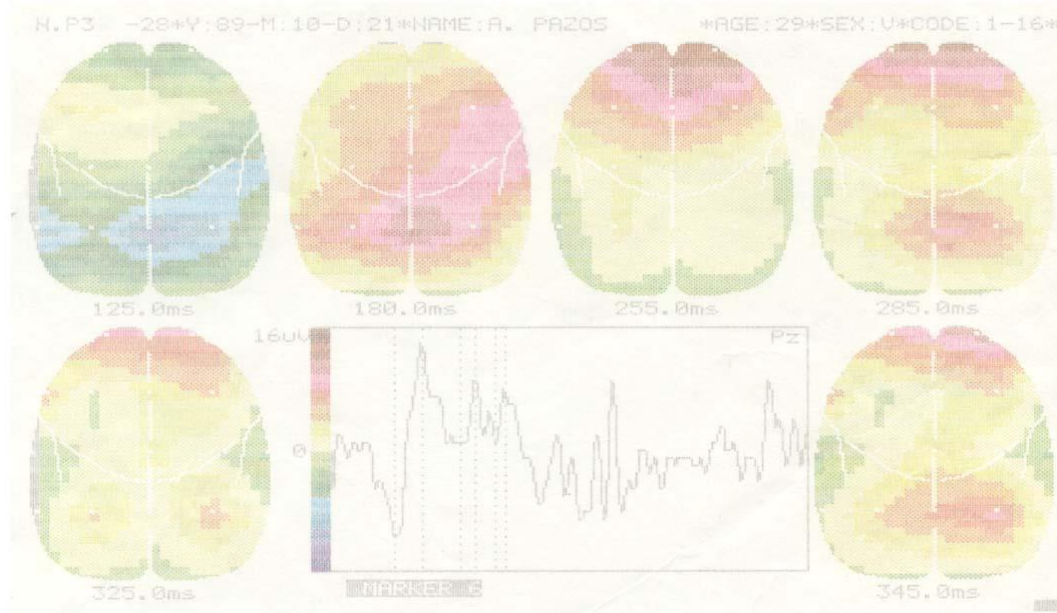 N.P3 -28*Y:89-M:10-D:21*NAME:A. PAZOS *AGE:29*SEX:V*CODE:1-16*
125.0ms 180.0ms 255.0ms 285.0ms
16uV Pz
0
MARKER 6
325.0ms 345.0ms